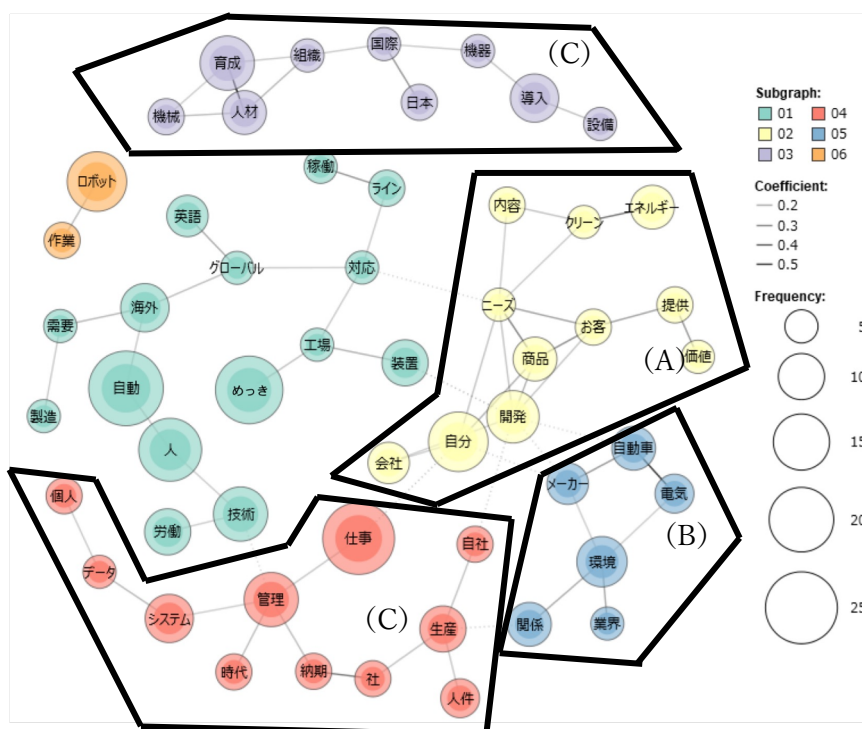 国際
機器
(C)
組織
育成
Subgraph:
導入
01
04
日本
人材
02
05
機械
設備
03
06
稼働
ロボット
Coefficient:
ライン
内容
0.2
英語
クリーン
エネルギー
0.3
作業
0.4
グローバル
対応
0.5
Frequency:
海外
ニーズ
提供
需要
お客
5
工場
商品
価値
装置
(A)
自動
めっき
10
製造
開発
自分
15
人
自動車
会社
メーカー
電気
個人
技術
20
労働
仕事
自社
(B)
データ
環境
管理
25
システム
(C)
生産
関係
業界
時代
納期
社
人件